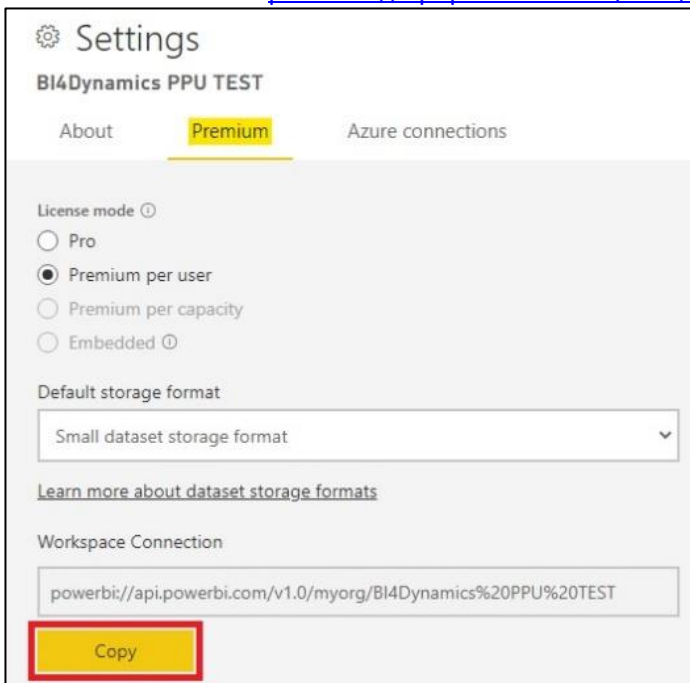 Settings
BI4Dynamics PPU TEST
About Premium Azure connections
License mode
Pro
Premium per user
Premium per capacity
Embedded
Default storage format
Small dataset storage format
Learn more about dataset storage formats
Workspace Connection
powerbi://api.powerbi.com/v1.0/myorg/BI4Dynamics%20PPU%20TEST
Copy